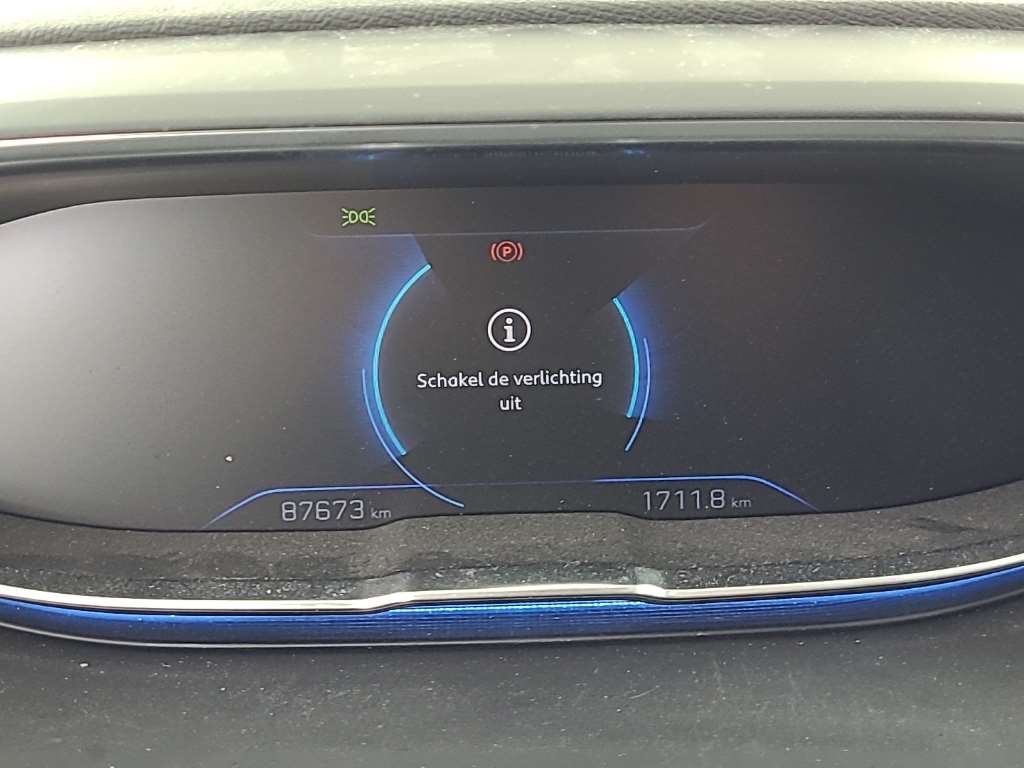 P
i
Schakel de verlichting
uit
87673 km
1711.8 km